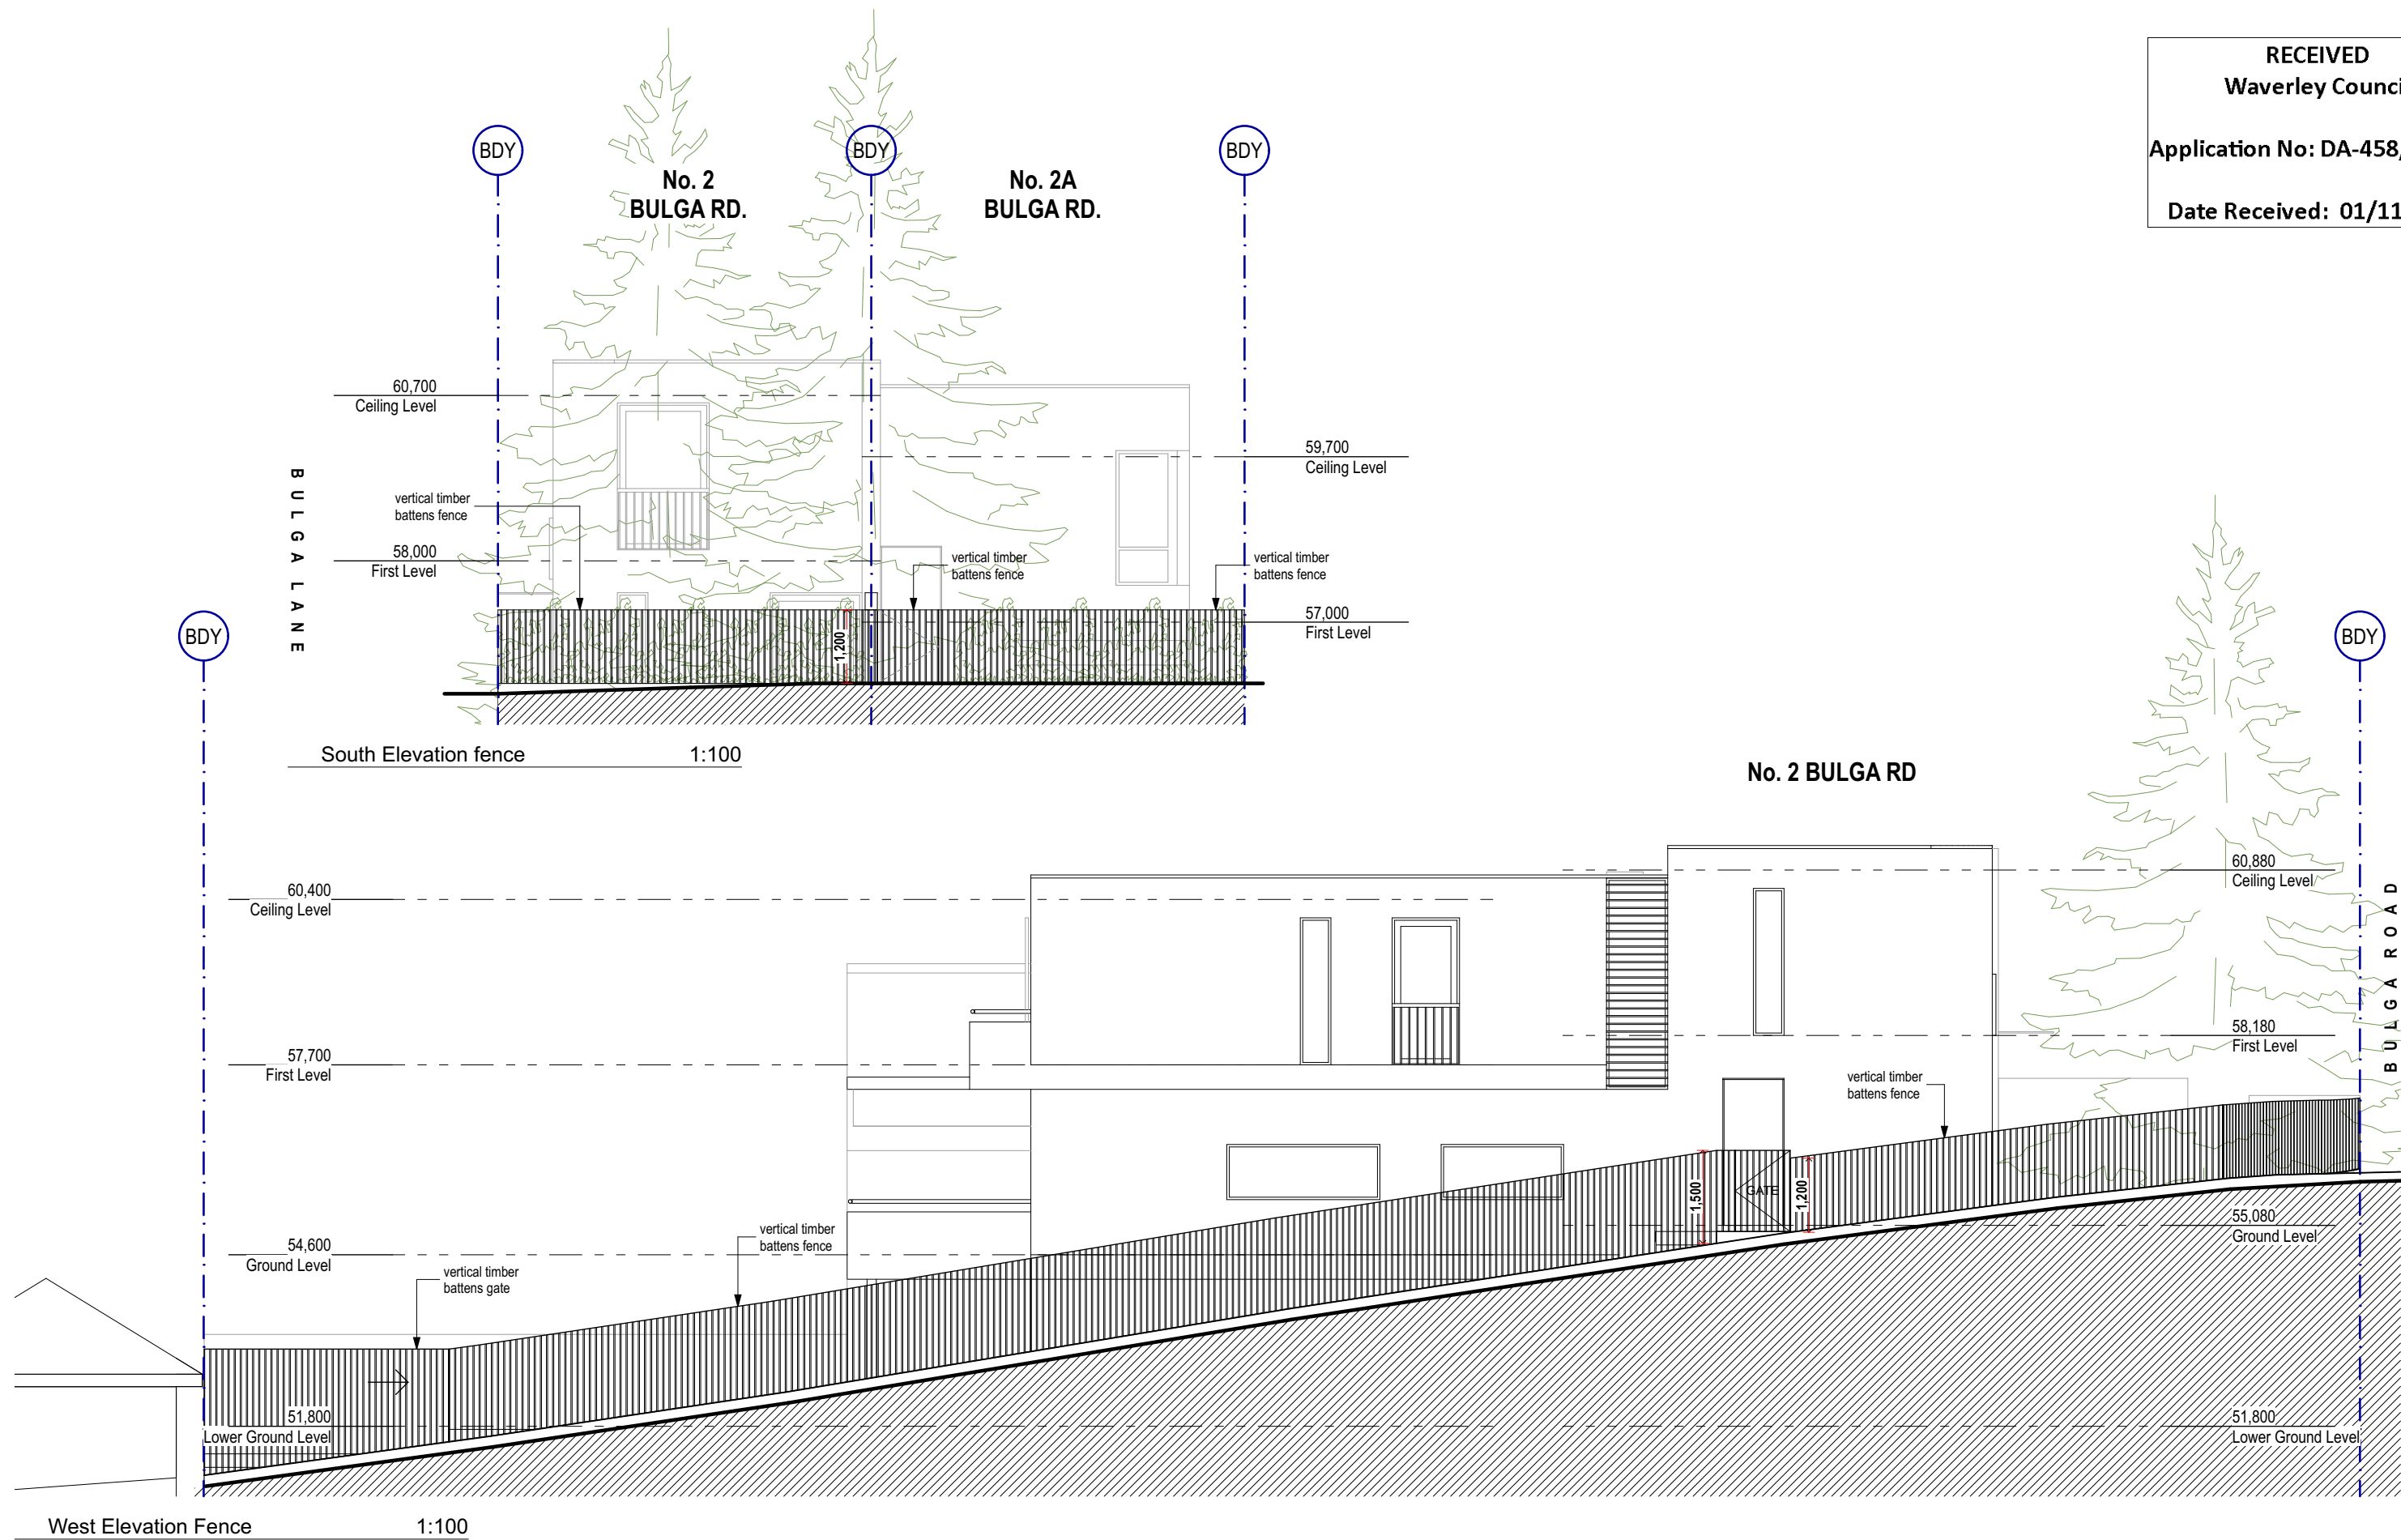 RECEIVED
Waverley Counci
Application No: DA-458
Date Received: 01/11
BDY
BDY
BDY
No. 2
BULGA RD.
No. 2A
BULGA RD.
60,700
Ceiling Level
59,700
Ceiling Level
BULGA LANE
vertical timber
battens fence
58,000
First Level
vertical timber
battens fence
vertical timber
battens fence
57,000
First Level
1,200
South Elevation fence 1:100
BDY
BDY
No. 2 BULGA RD
60,400
Ceiling Level
60,880
Ceiling Level
BULGA ROAD
57,700
First Level
58,180
First Level
vertical timber
battens fence
1,500
GATE
1,200
vertical timber
battens fence
54,600
Ground Level
55,080
Ground Level
vertical timber
battens gate
51,800
Lower Ground Level
51,800
Lower Ground Level
West Elevation Fence 1:100